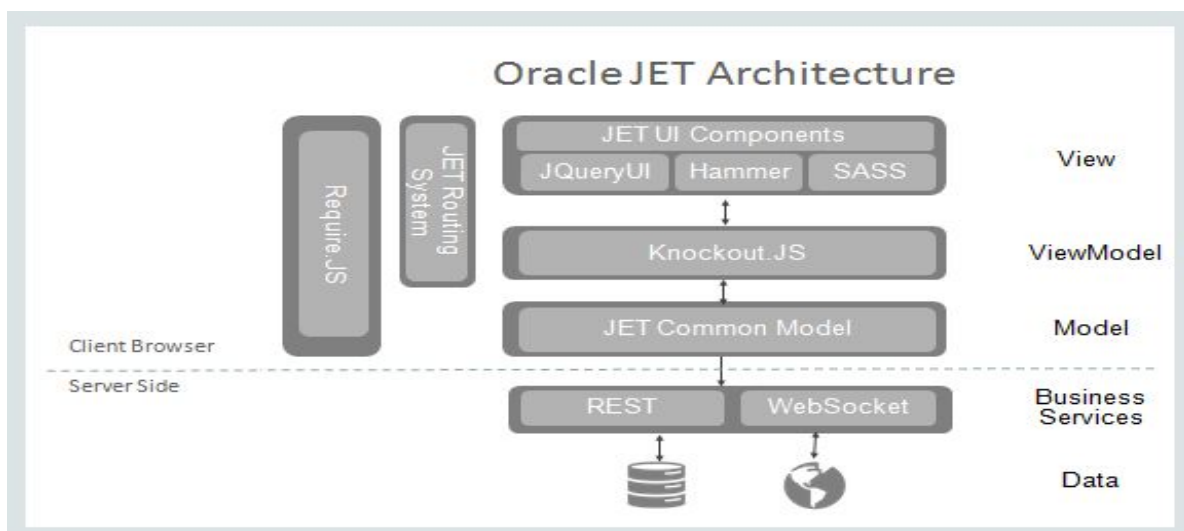 Oracle JET Architecture
Require.JS
JET Routing
System
JET UI Components
JQueryUI
Hammer
SASS
View
Knockout.JS
ViewModel
JET Common Model
Model
Client Browser
Server Side
REST
WebSocket
Business
Services
Data